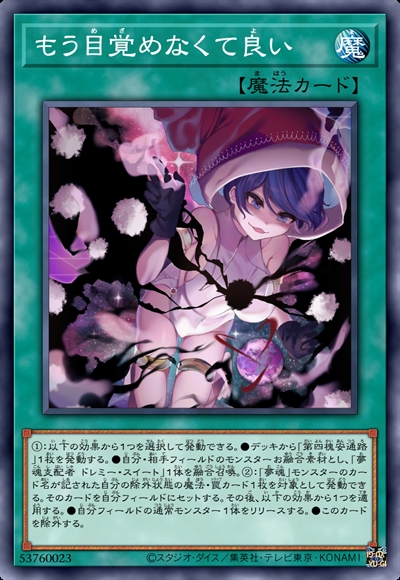 もう目覚めなくて良い
魔
【魔法カード】
①:以下の効果から1つを選択して発動できる。●デッキから「第四槐姿通路
」1枚を発動する。●自分・相手フィールドのモンスターお融合素材とし、「夢
魂支配者 ドレミー・スイート」1体を融合召喚。②:「夢魂」モンスターのカー
ド名が記された自分の除外状態の魔法・罠カード1枚を対象として発動でき
る。そのカードを自分フィールドにセットする。その後、以下の効果から1つを適
用する。●自分フィールドの通常モンスター1体をリリースする。●このカード
を除外する。
53760023
©スタジオ・ダイス/集英社・テレビ東京・KONAMI